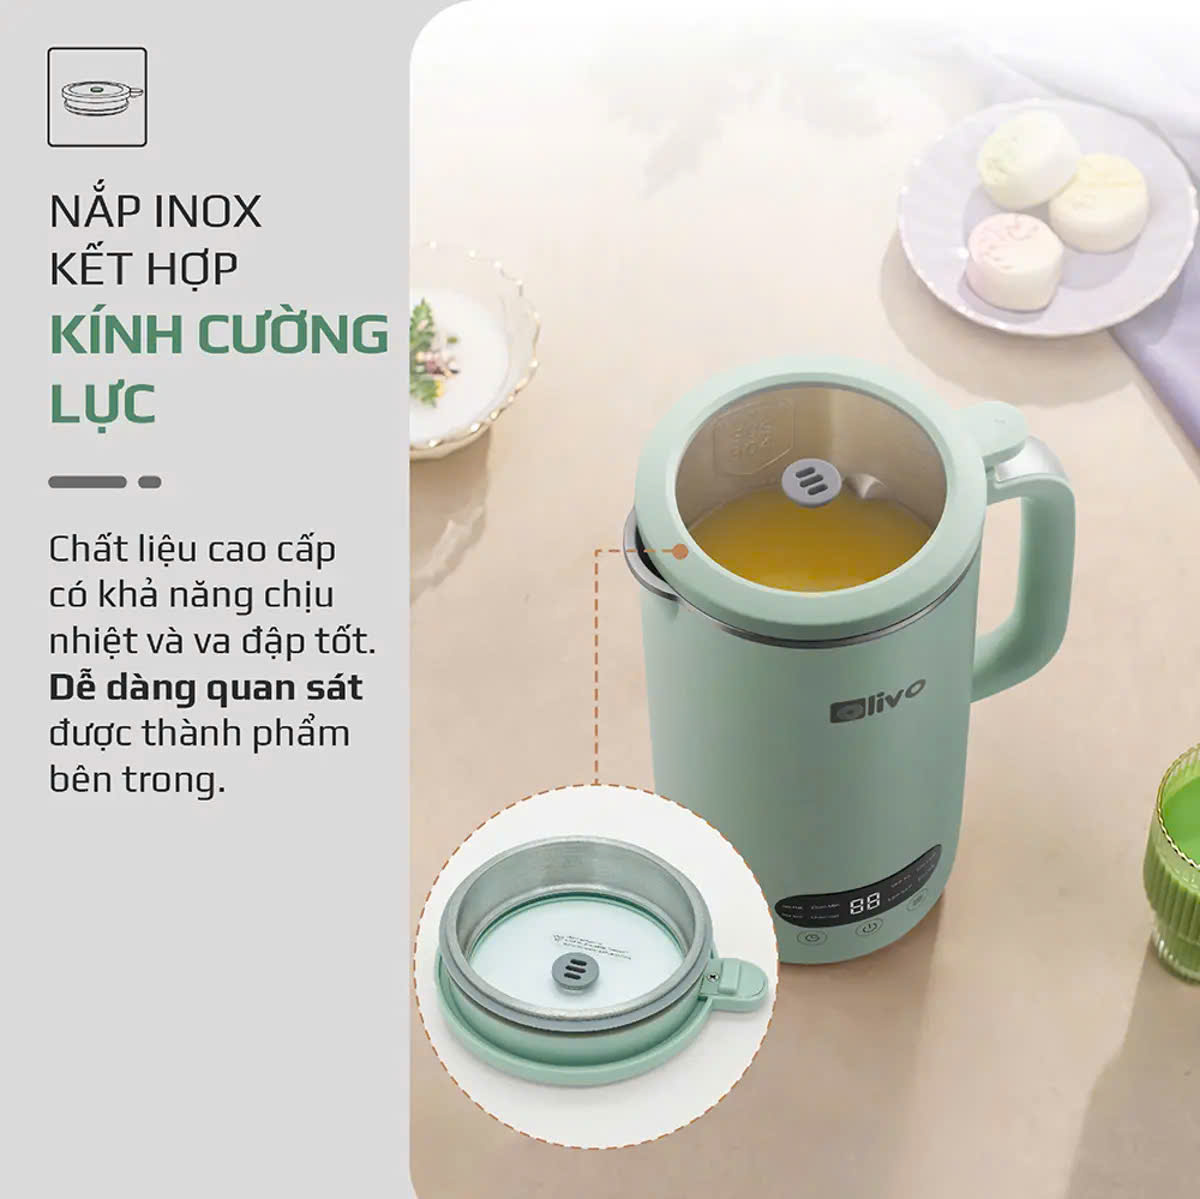 NẮP INOX
KẾT HỢP
KÍNH CƯỜNG
LỰC
Chất liệu cao cấp
có khả năng chịu
nhiệt và va đập tốt.
Dễ dàng quan sát
được thành phẩm
bên trong.
Olivo
88